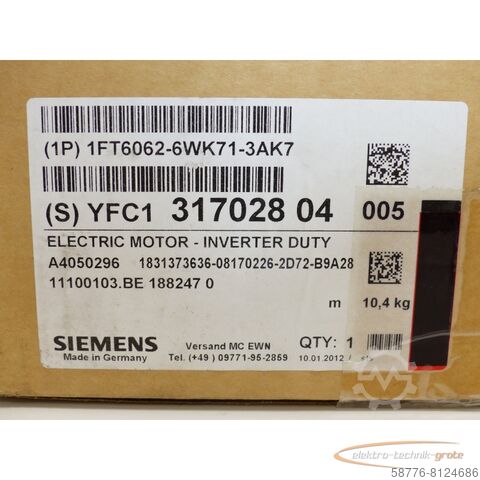 (1P) 1FT6062-6WK71-3AK7
(S) YFC1 317028 04 005
ELECTRIC MOTOR - INVERTER DUTY
A4050296 1831373636-08170226-2D72-B9A28
11100103.BE 188247 0
m 10,4 kg
SIEMENS
Made in Germany
Versand MC EWN
Tel. (+49) 09771-95-2859
QTY: 1
10.01.2012 /
elektro-technik-grote
58776-8124686